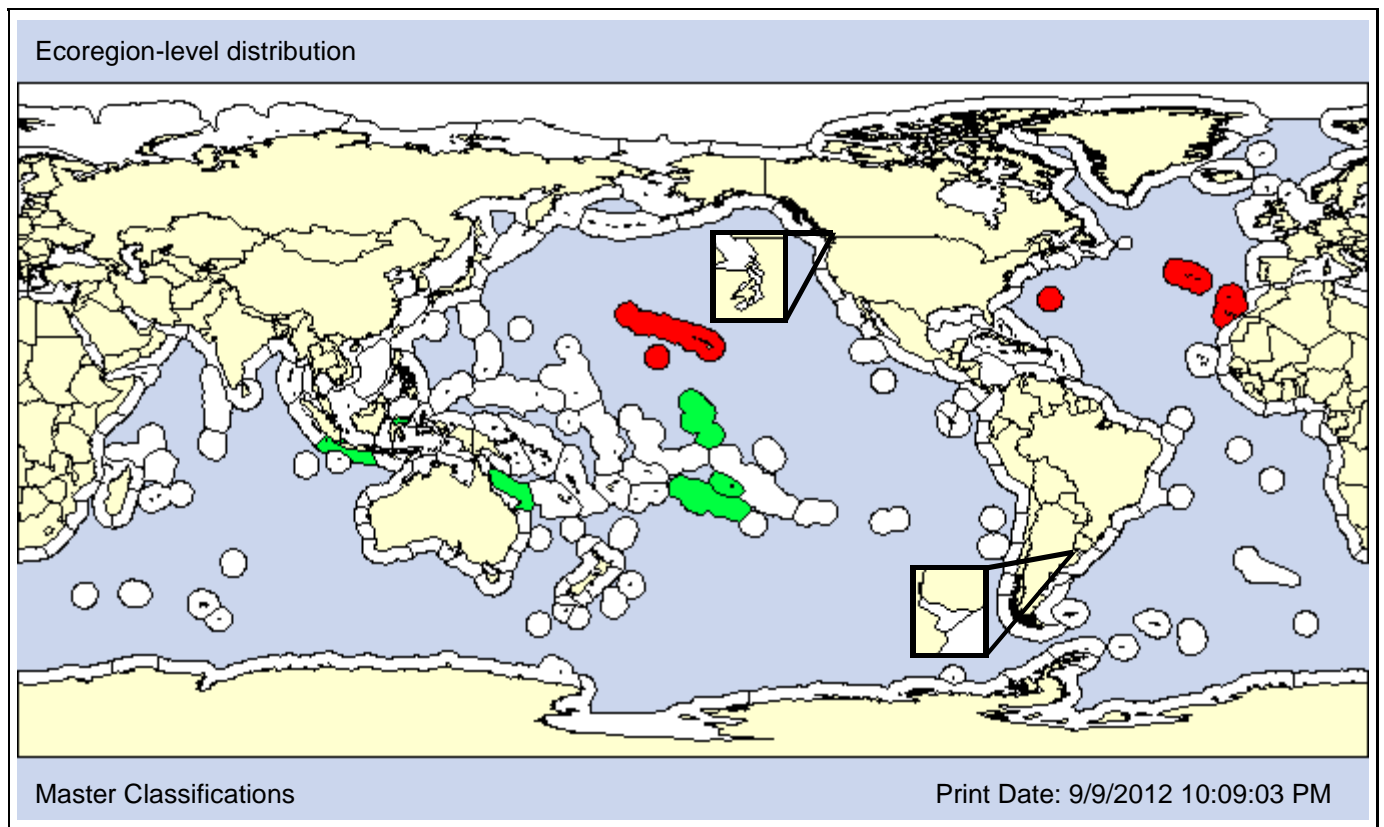 Ecoregion-level distribution
Master Classifications
Print Date: 9/9/2012 10:09:03 PM